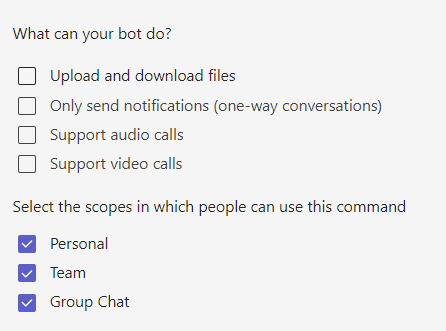 What can your bot do?
Upload and download files
Only send notifications (one-way conversations)
Support audio calls
Support video calls
Select the scopes in which people can use this command
Personal
Team
Group Chat